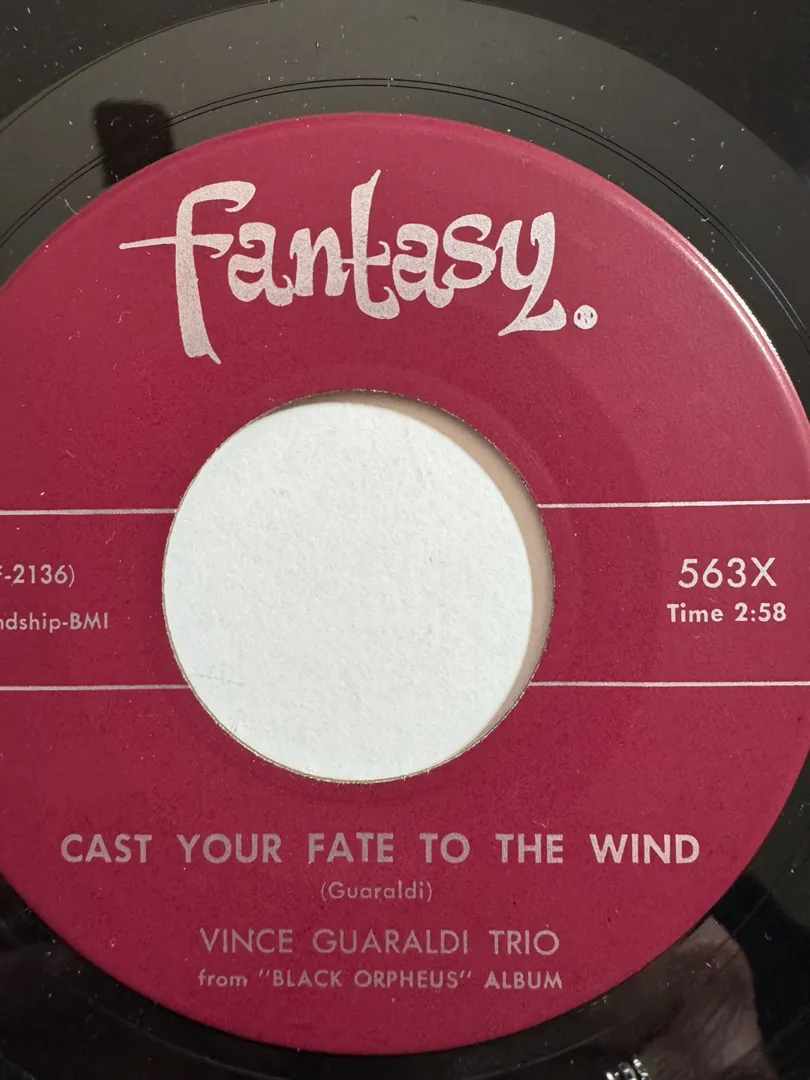 fantasy.
-2136)
ndship-BMI
563X
Time 2:58
CAST YOUR FATE TO THE WIND
(Guaraldi)
VINCE GUARALDI TRIO
from "BLACK ORPHEUS" ALBUM